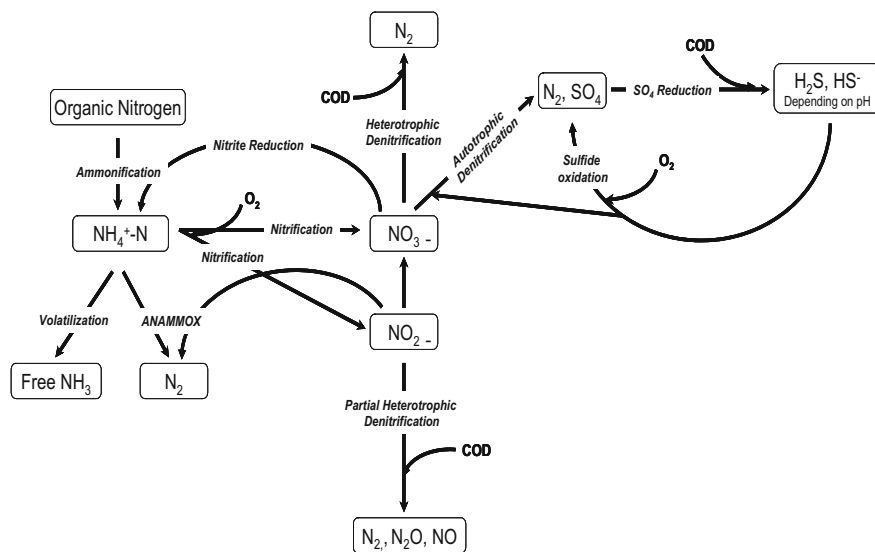 N₂
COD
COD
Organic Nitrogen
N₂, SO₄
SO₄ Reduction
H₂S, HS⁻
Depending on pH
Heterotrophic
Denitrification
Autotrophic
Denitrification
Nitrite Reduction
Ammonification
Sulfide
oxidation
O₂
O₂
NH₄⁺-N
Nitrification
NO₃ -
Nitrification
Volatilization
ANAMMOX
NO₂ -
Free NH₃
N₂
Partial Heterotrophic
Denitrification
COD
N₂,, N₂O, NO